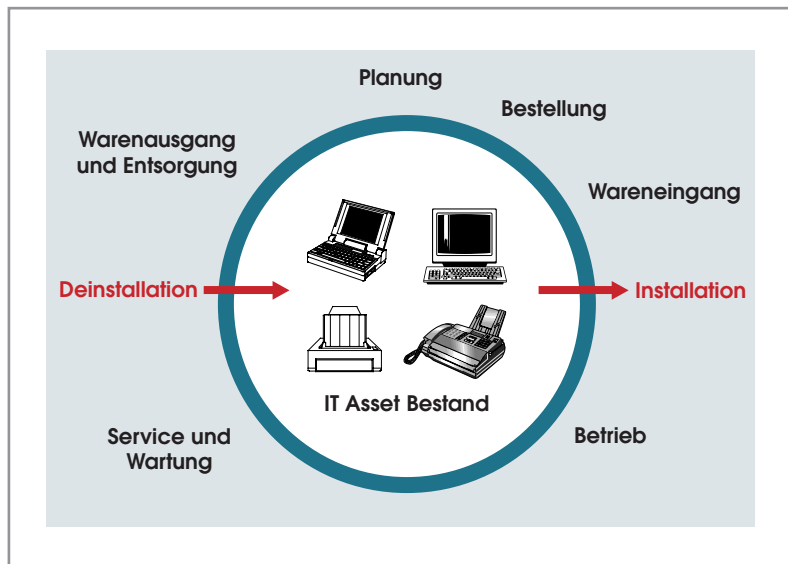 Planung
Bestellung
Warenausgang
und Entsorgung
Wareneingang
Deinstallation
Installation
IT Asset Bestand
Service und
Wartung
Betrieb